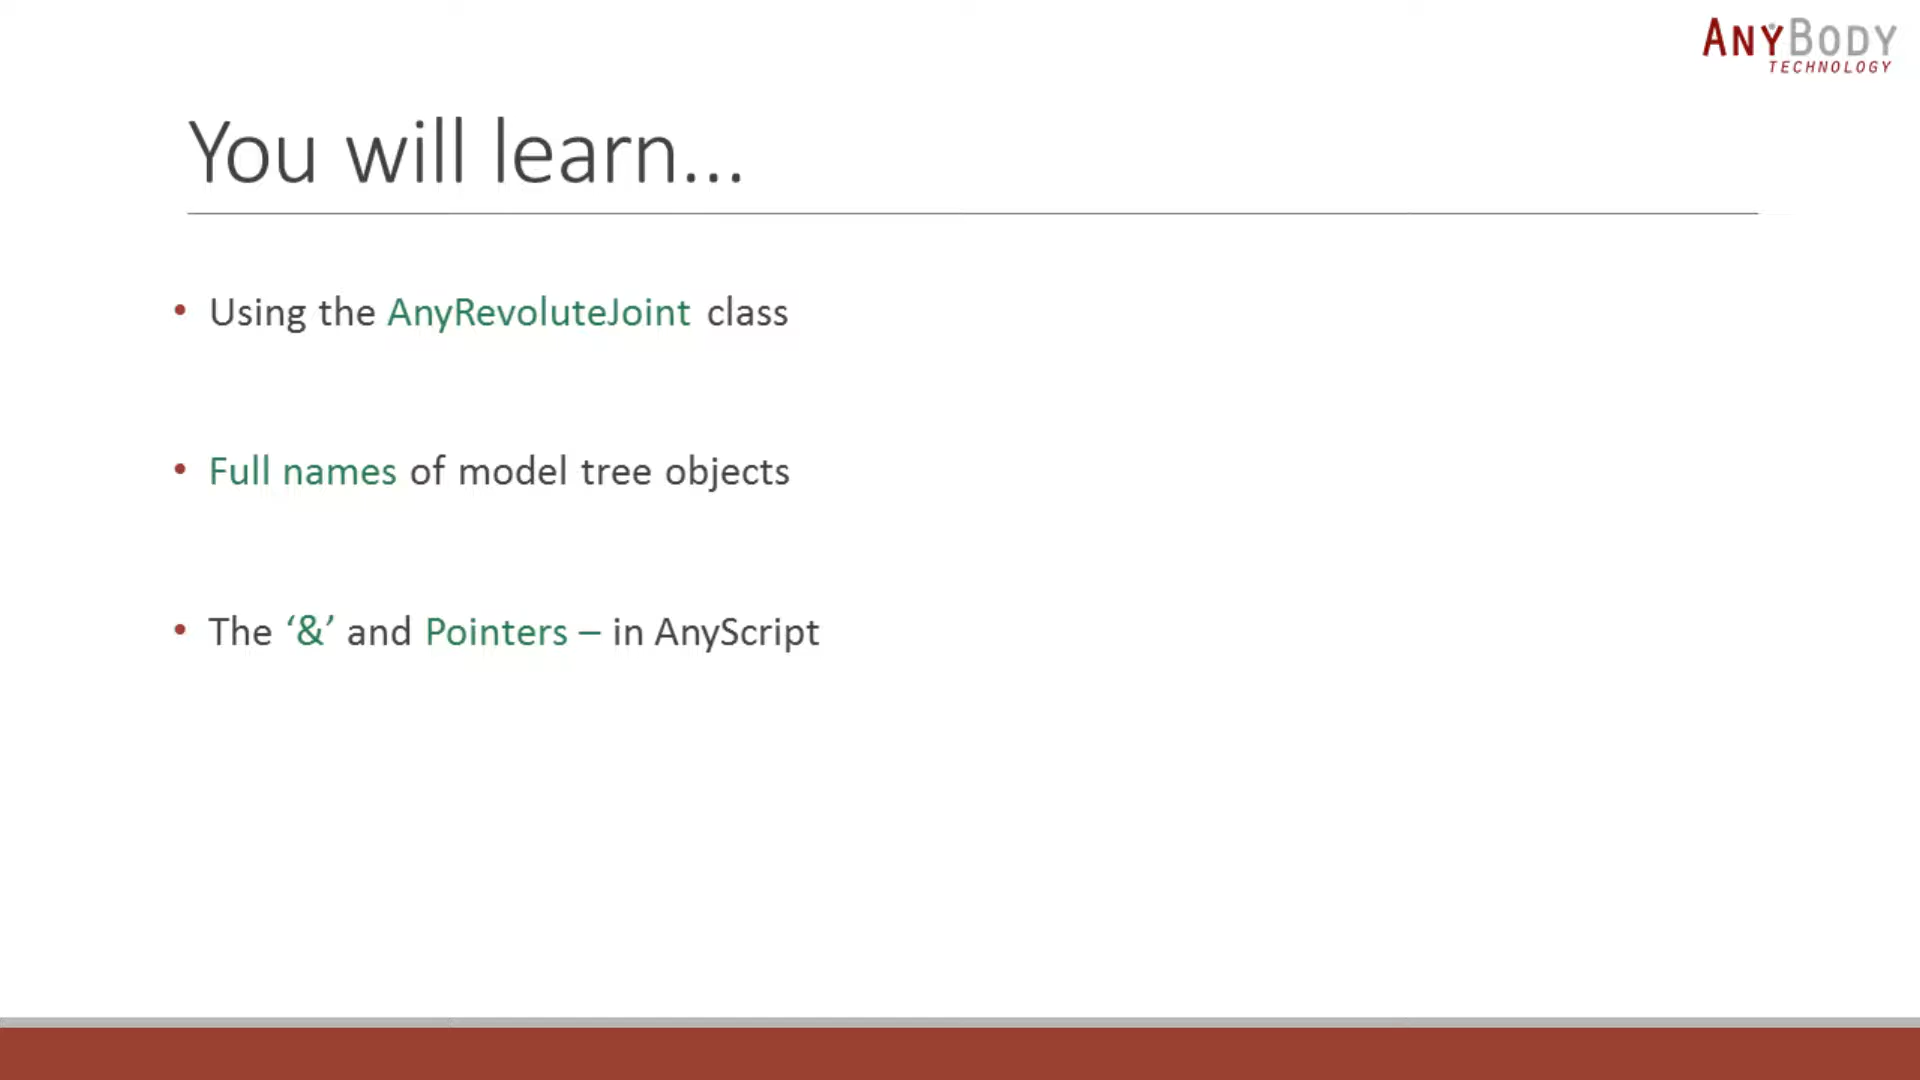 ANYBODY
TECHNOLOGY
You will learn...
• Using the AnyRevoluteJoint class
• Full names of model tree objects
• The ‘&’ and Pointers – in AnyScript